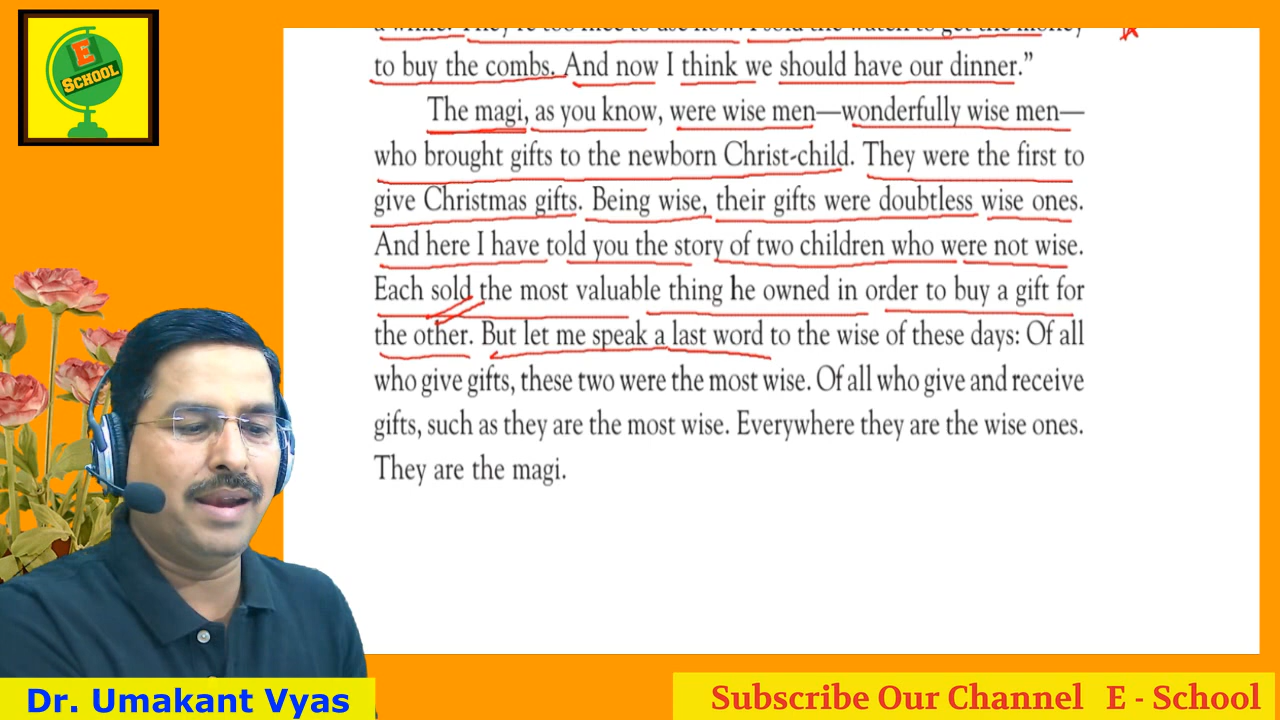 E
SCHOOL
to buy the combs. And now I think we should have our dinner.”
The magi, as you know, were wise men—wonderfully wise men—
who brought gifts to the newborn Christ-child. They were the first to
give Christmas gifts. Being wise, their gifts were doubtless wise ones.
And here I have told you the story of two children who were not wise.
Each sold the most valuable thing he owned in order to buy a gift for
the other. But let me speak a last word to the wise of these days: Of all
who give gifts, these two were the most wise. Of all who give and receive
gifts, such as they are the most wise. Everywhere they are the wise ones.
They are the magi.
Dr. Umakant Vyas
Subscribe Our Channel E - School